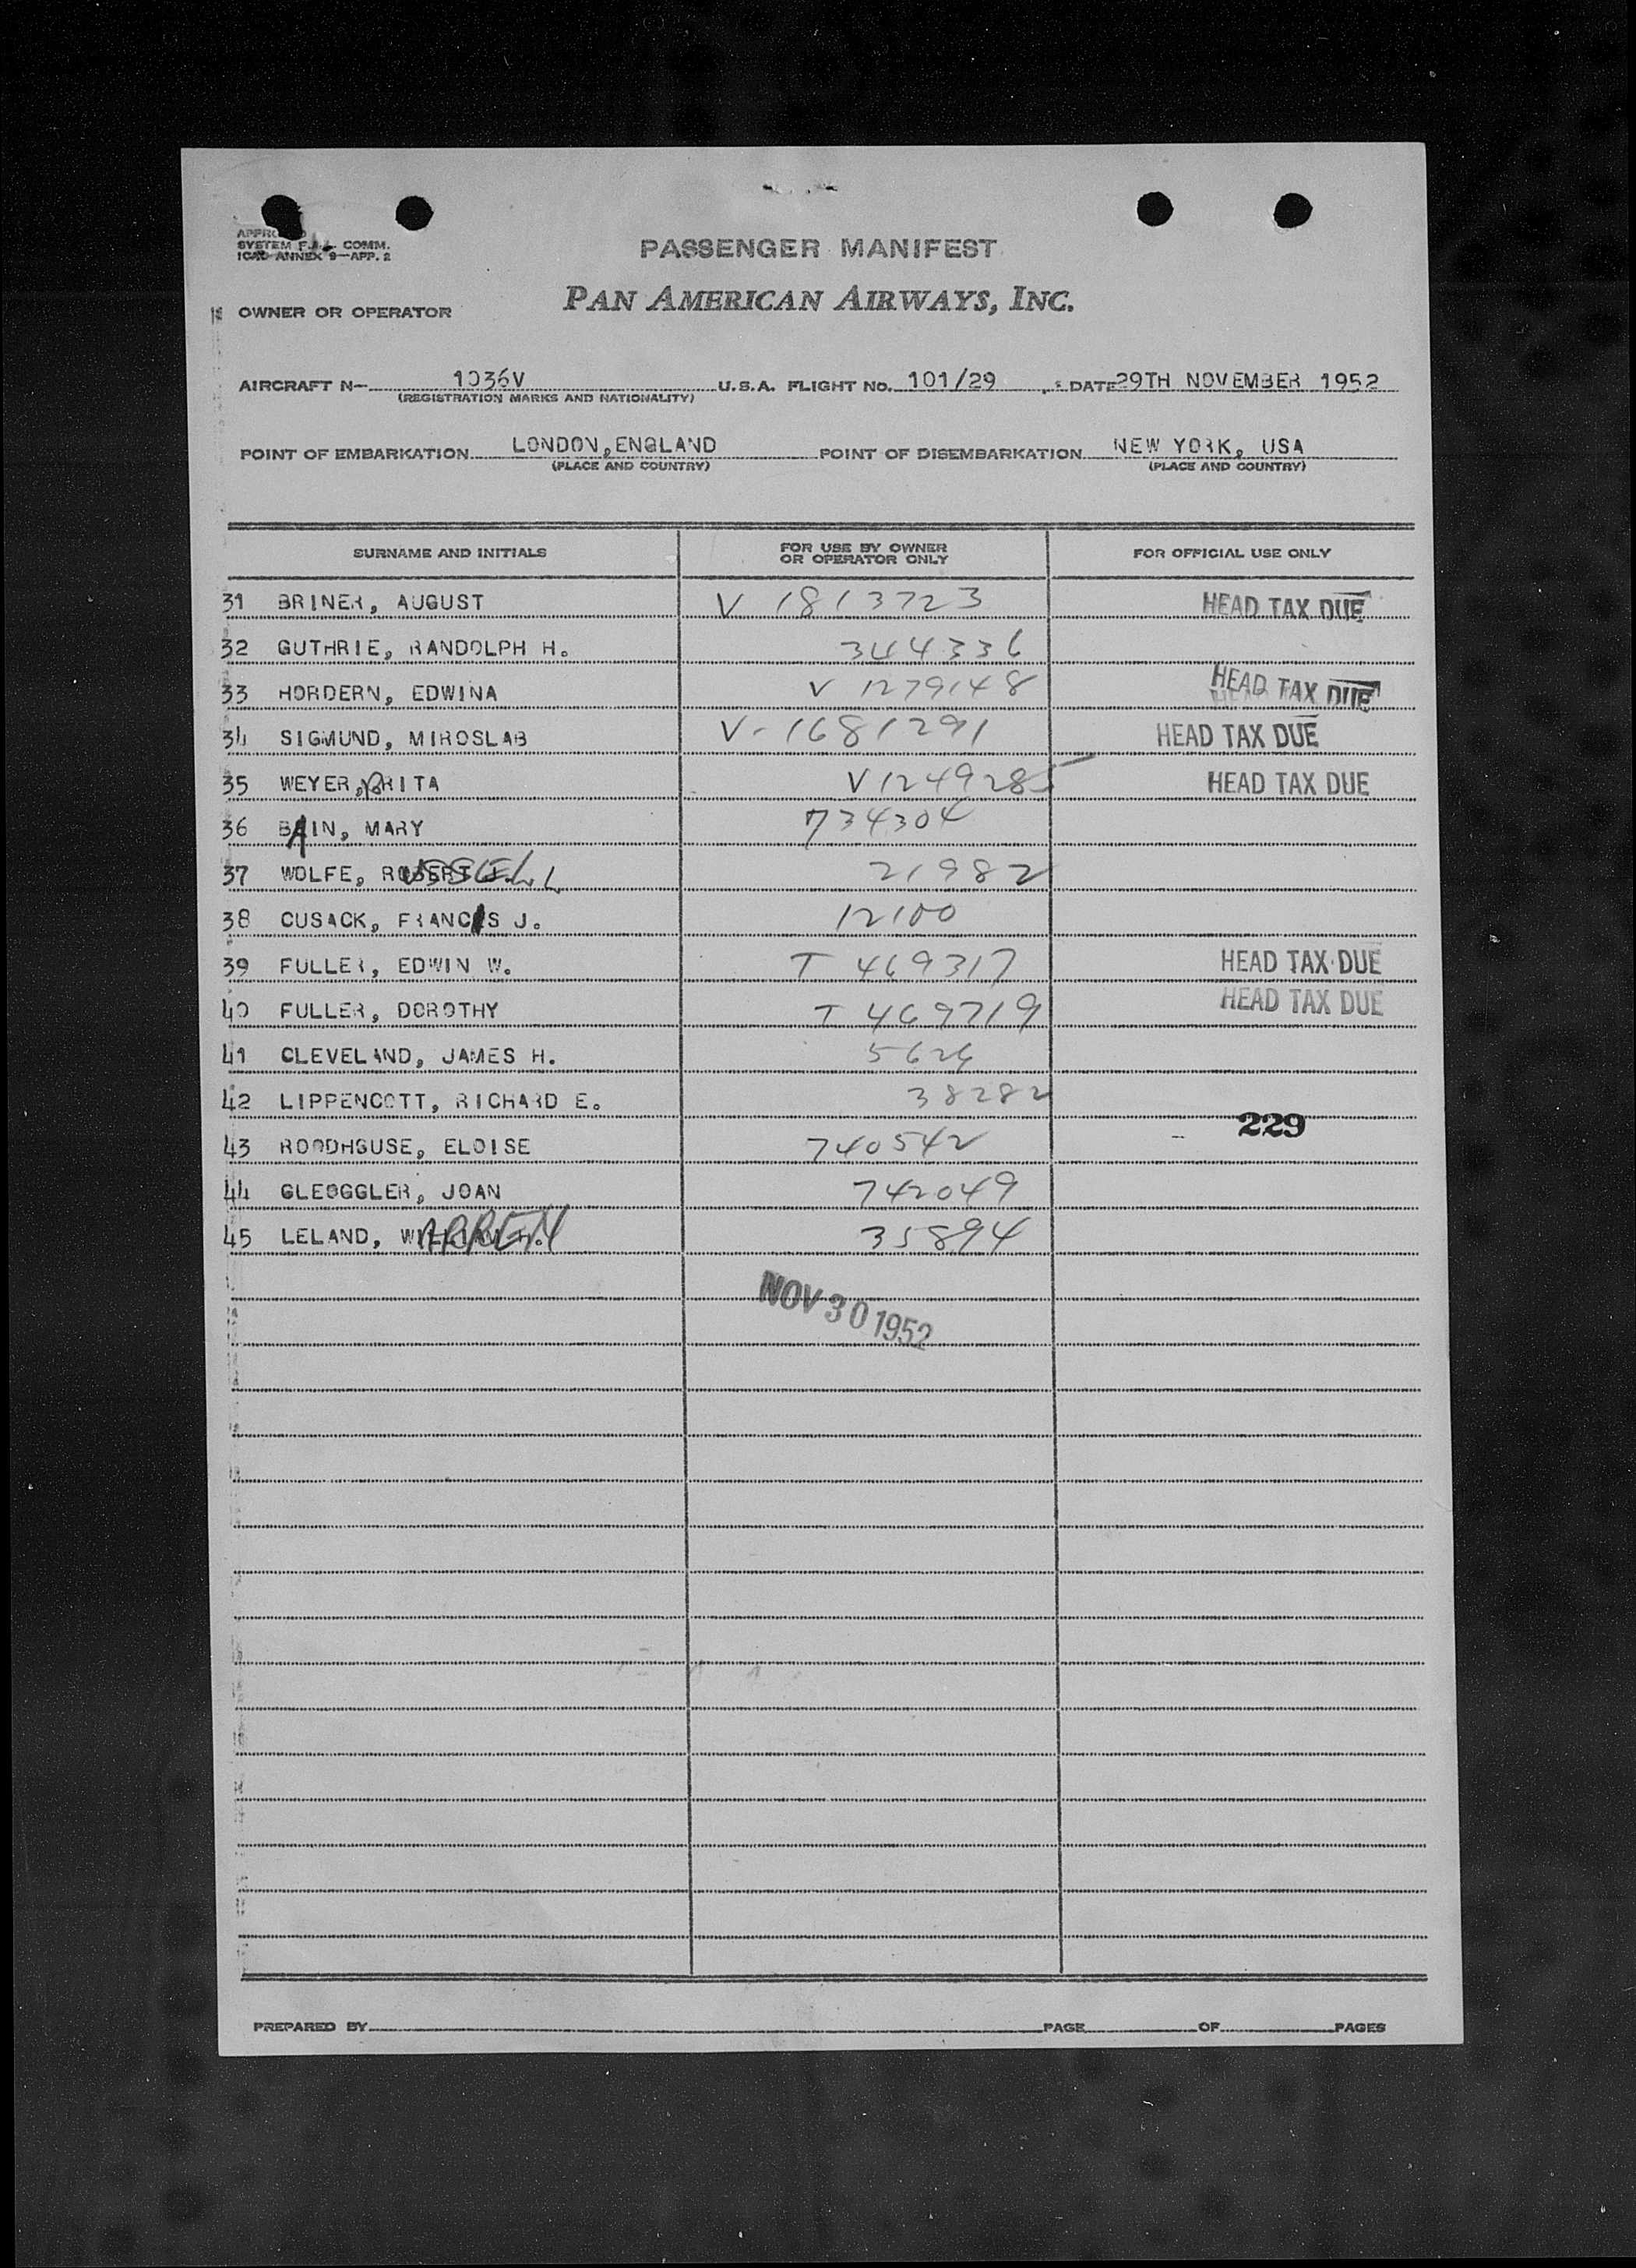 APPROVED
SYSTEM F.A.L. COMM.
ICAO ANNEX 9—APP. 2
PASSENGER MANIFEST
OWNER OR OPERATOR
PAN AMERICAN AIRWAYS, INC.
AIRCRAFT N- 1036V U.S.A. FLIGHT NO. 101/29 DATE 29TH NOVEMBER 1952
(REGISTRATION MARKS AND NATIONALITY)
POINT OF EMBARKATION LONDON, ENGLAND POINT OF DISEMBARKATION NEW YORK, USA
(PLACE AND COUNTRY) (PLACE AND COUNTRY)
SURNAME AND INITIALS FOR USE BY OWNER OR OPERATOR ONLY FOR OFFICIAL USE ONLY
31 BRINER, AUGUST V 1813723 HEAD TAX DUE
32 GUTHRIE, RANDOLPH H. 344336
33 HORDERN, EDWINA V 1279148 HEAD TAX DUE
34 SIGMUND, MIROSLAB V-1681291 HEAD TAX DUE
35 WEYER, BRITA V1249285 HEAD TAX DUE
36 BAIN, MARY 734304
37 WOLFE, RUSSELL 21982
38 CUSACK, FRANCIS J. 12100
39 FULLER, EDWIN W. T 469317 HEAD TAX DUE
40 FULLER, DOROTHY T 469719 HEAD TAX DUE
41 CLEVELAND, JAMES H. 5626
42 LIPPENCOTT, RICHARD E. 38282
229
43 ROODHOUSE, ELOISE 740542
44 GLEOGGLER, JOAN 742049
45 LELAND, WARREN 35894
NOV 30 1952
PREPARED BY PAGE OF PAGES